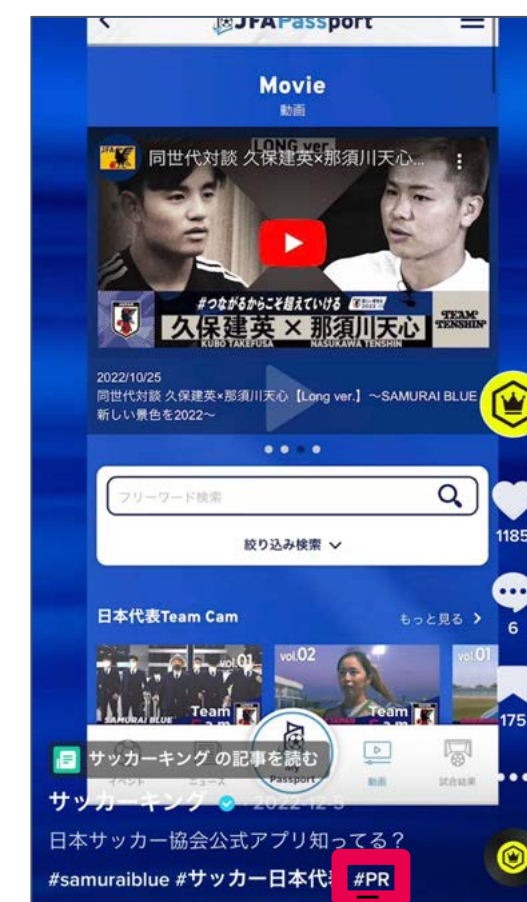 JFAPassport
Movie
動画
LONG ver.
同世代対談 久保建英×那須川天心...
#つながるからこそ超えていける
久保建英 × 那須川天心
KUBO TAKEFUSA NASUKAWA TENSHIN
JAPAN
TEAM TENSHIN
2022/10/25
同世代対談 久保建英×那須川天心【Long ver.】～SAMURAI BLUE
新しい景色を2022～
フリーワード検索
絞り込み検索
1185
6
日本代表Team Cam
もっと見る
vol.01
vol.02
vol.01
SAMURAI BLUE
Team Cam
Team Cam
175
サッカーキング の記事を読む
イベント
ニュース
My Passport
動画
試合結果
サッカーキング · 2022-12-5
日本サッカー協会公式アプリ知ってる？
#samuraiblue #サッカー日本代表 #PR